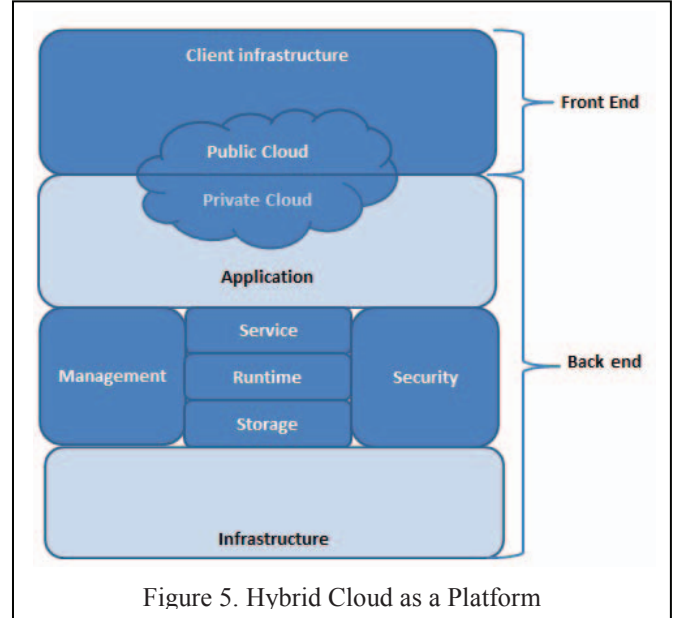 Client infrastructure
Front End
Public Cloud
Private Cloud
Application
Service
Management
Runtime
Security
Back end
Storage
Infrastructure
Figure 5. Hybrid Cloud as a Platform